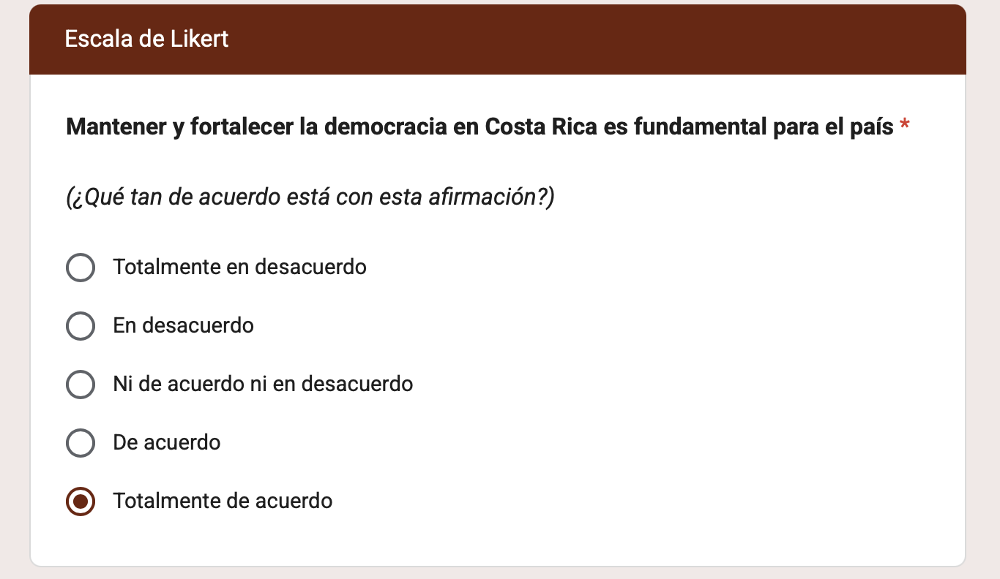 Escala de Likert
Mantener y fortalecer la democracia en Costa Rica es fundamental para el país *
(¿Qué tan de acuerdo está con esta afirmación?)
Totalmente en desacuerdo
En desacuerdo
Ni de acuerdo ni en desacuerdo
De acuerdo
Totalmente de acuerdo